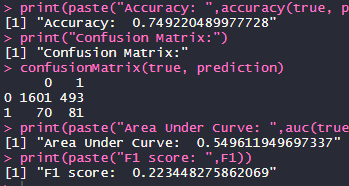 > print(paste("Accuracy: ",accuracy(true, p
[1] "Accuracy:  0.749220489977728"
> print("Confusion Matrix:")
[1] "Confusion Matrix:"
> confusionMatrix(true, prediction)
0 1
0 1601 493
1 70 81
> print(paste("Area Under Curve: ",auc(true
[1] "Area Under Curve:  0.549611949697337"
> print(paste("F1 score: ",F1))
[1] "F1 score:  0.223448275862069"